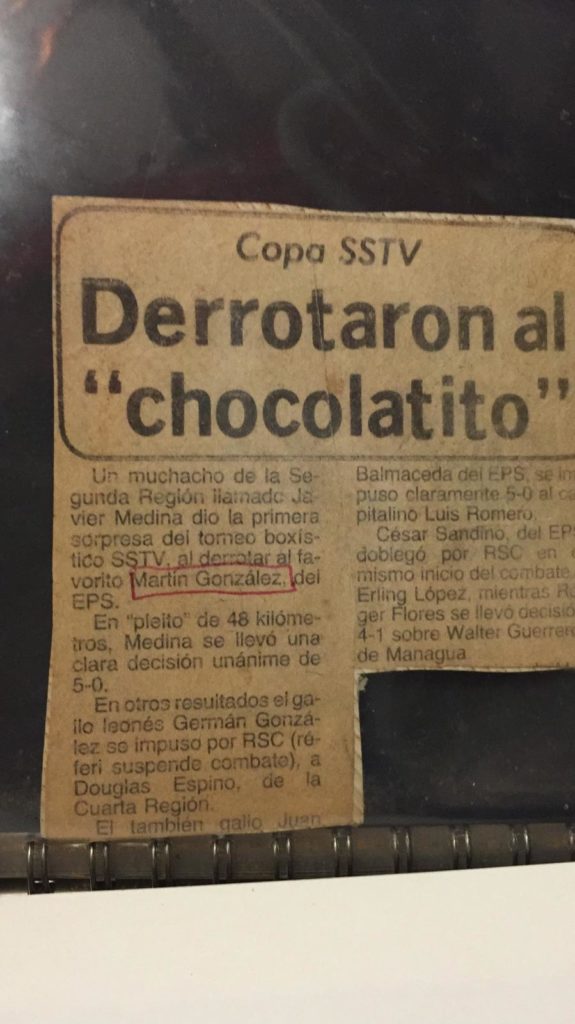 Copa SSTV
Derrotaron al
“chocolatito”
Un muchacho de la Se-
gunda Región llamado Ja-
vier Medina dio la primera
sorpresa del torneo boxís-
tico SSTV, al derrotar al fa-
vorito Martín González, del
EPS.
En "pleito" de 48 kilóme-
tros, Medina se llevó una
clara decisión unánime de
5-0.
En otros resultados el ga-
llo leonés Germán Gonzá-
lez se impuso por RSC (ré-
feri suspende combate), a
Douglas Espino, de la
Cuarta Región.
El también gallo Juan
Balmaceda del EPS, se im
puso claramente 5-0 al ca
pitalino Luis Romero.
César Sandino, del EP
doblegó por RSC en e
mismo inicio del combate
Erling López, mientras Ro
ger Flores se llevó decisió
4-1 sobre Walter Guerrer
de Managua